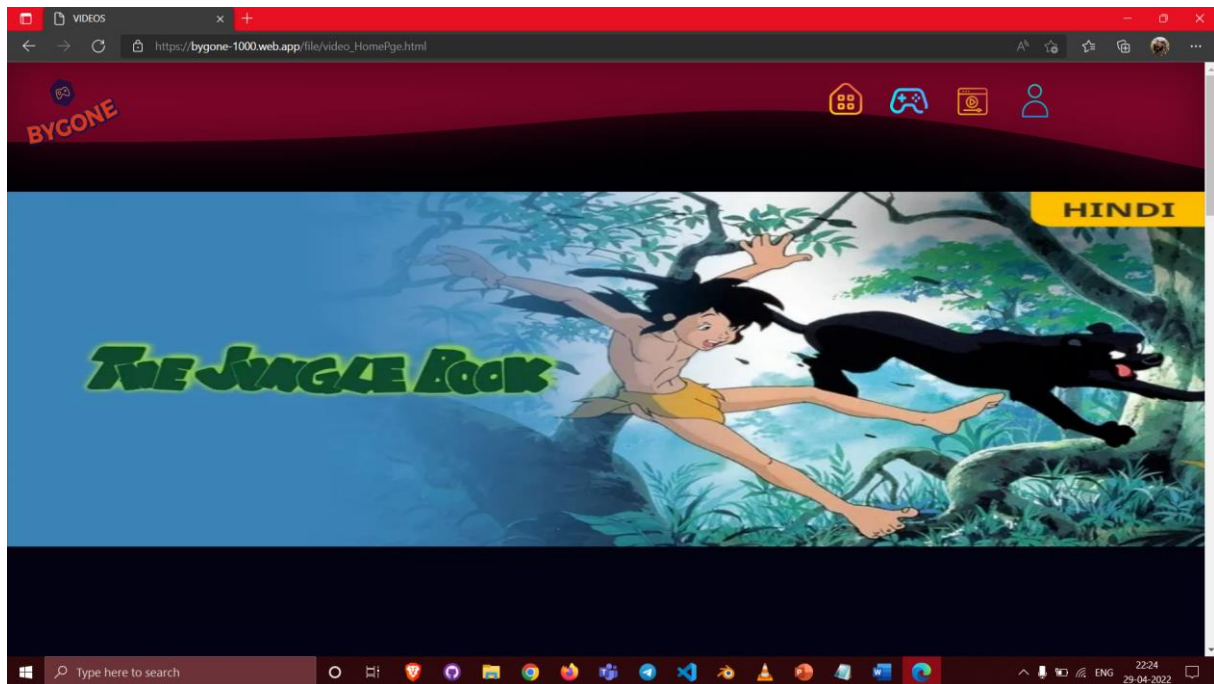 VIDEOS
https://bygone-1000.web.app/file/video_HomePge.html
BYGONE
HINDI
THE JUNGLE BOOK
Type here to search
ENG
22:24
29-04-2022